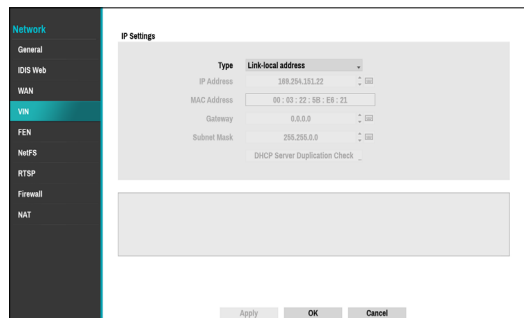 Network
General
IDIS Web
WAN
VIN
FEN
NetFS
RTSP
Firewall
NAT
IP Settings
Type Link-local address
IP Address 169.254.151.22
MAC Address 00 : 03 : 22 : 5B : E6 : 21
Gateway 0.0.0.0
Subnet Mask 255.255.0.0
DHCP Server Duplication Check
Apply OK Cancel